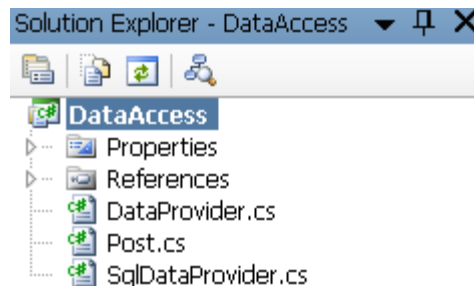 Solution Explorer - DataAccess
DataAccess
Properties
References
DataProvider.cs
Post.cs
SqlDataProvider.cs